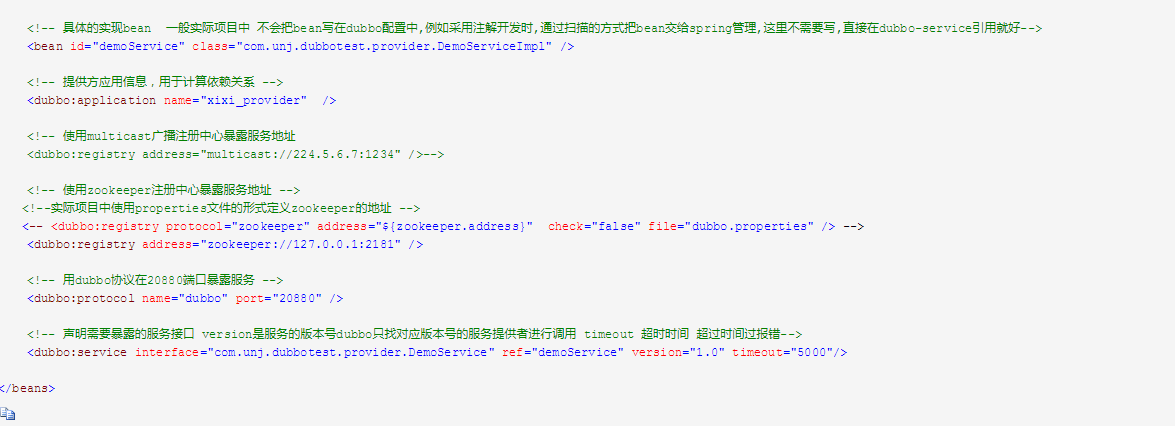 <!-- 具体的实现bean  一般实际项目中 不会把bean写在dubbo配置中,例如采用注解开发时,通过扫描的方式把bean交给spring管理,这里不需要写,直接在dubbo-service引用就好-->
<bean id="demoService" class="com.unj.dubbotest.provider.DemoServiceImpl" />
<!-- 提供方应用信息，用于计算依赖关系 -->
<dubbo:application name="xixi_provider"  />
<!-- 使用multicast广播注册中心暴露服务地址
<dubbo:registry address="multicast://224.5.6.7:1234" />-->
<!-- 使用zookeeper注册中心暴露服务地址 -->
<!--实际项目中使用properties文件的形式定义zookeeper的地址 -->
<-- <dubbo:registry protocol="zookeeper" address="${zookeeper.address}"  check="false" file="dubbo.properties" /> -->
<dubbo:registry address="zookeeper://127.0.0.1:2181" />
<!-- 用dubbo协议在20880端口暴露服务 -->
<dubbo:protocol name="dubbo" port="20880" />
<!-- 声明需要暴露的服务接口 version是服务的版本号dubbo只找对应版本号的服务提供者进行调用 timeout 超时时间 超过时间过报错-->
<dubbo:service interface="com.unj.dubbotest.provider.DemoService" ref="demoService" version="1.0" timeout="5000"/>
</beans>